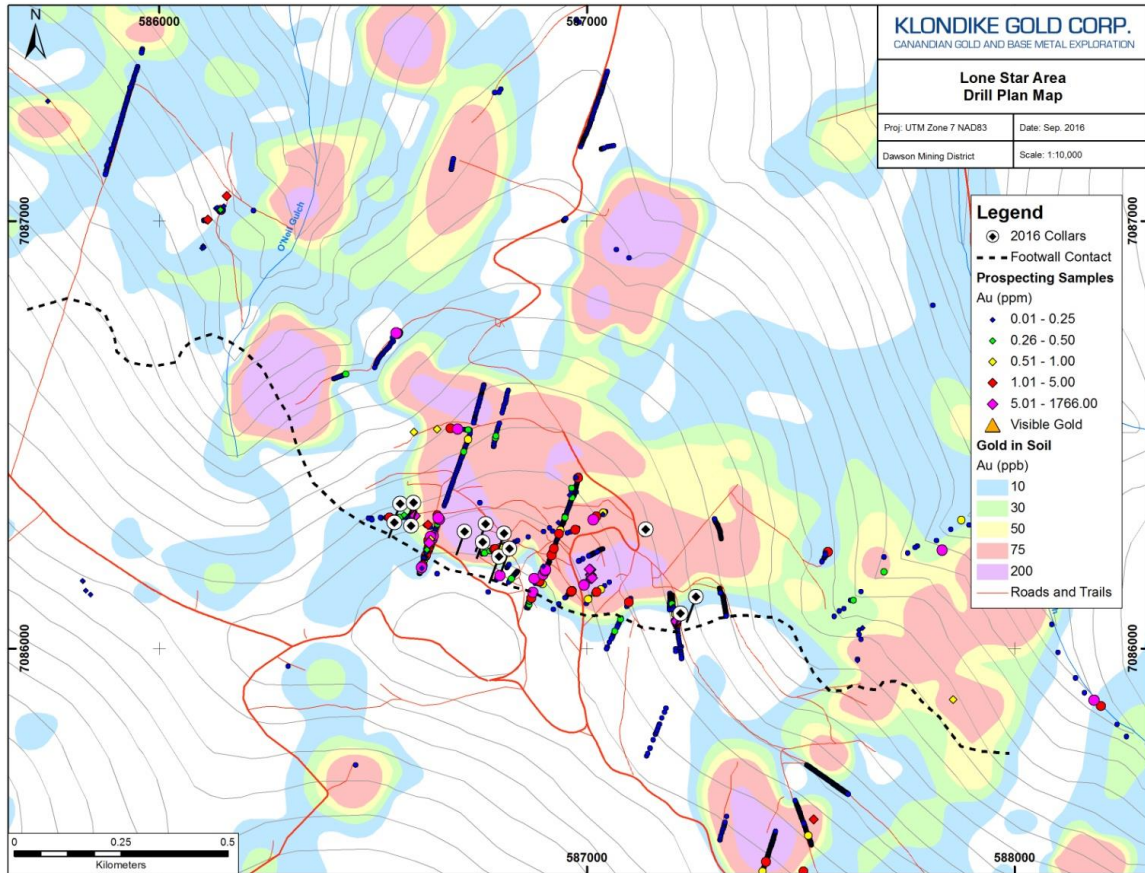 586000
587000
KLONDIKE GOLD CORP.
CANANDIAN GOLD AND BASE METAL EXPLORATION
Lone Star Area
Drill Plan Map
Proj: UTM Zone 7 NAD83
Date: Sep. 2016
Dawson Mining District
Scale: 1:10,000
7087000
7087000
O'Neil Gulch
Legend
2016 Collars
Footwall Contact
Prospecting Samples
Au (ppm)
0.01 - 0.25
0.26 - 0.50
0.51 - 1.00
1.01 - 5.00
5.01 - 1766.00
Visible Gold
Gold in Soil
Au (ppb)
10
30
50
75
200
Roads and Trails
7086000
7086000
0 0.25 0.5
Kilometers
587000
588000